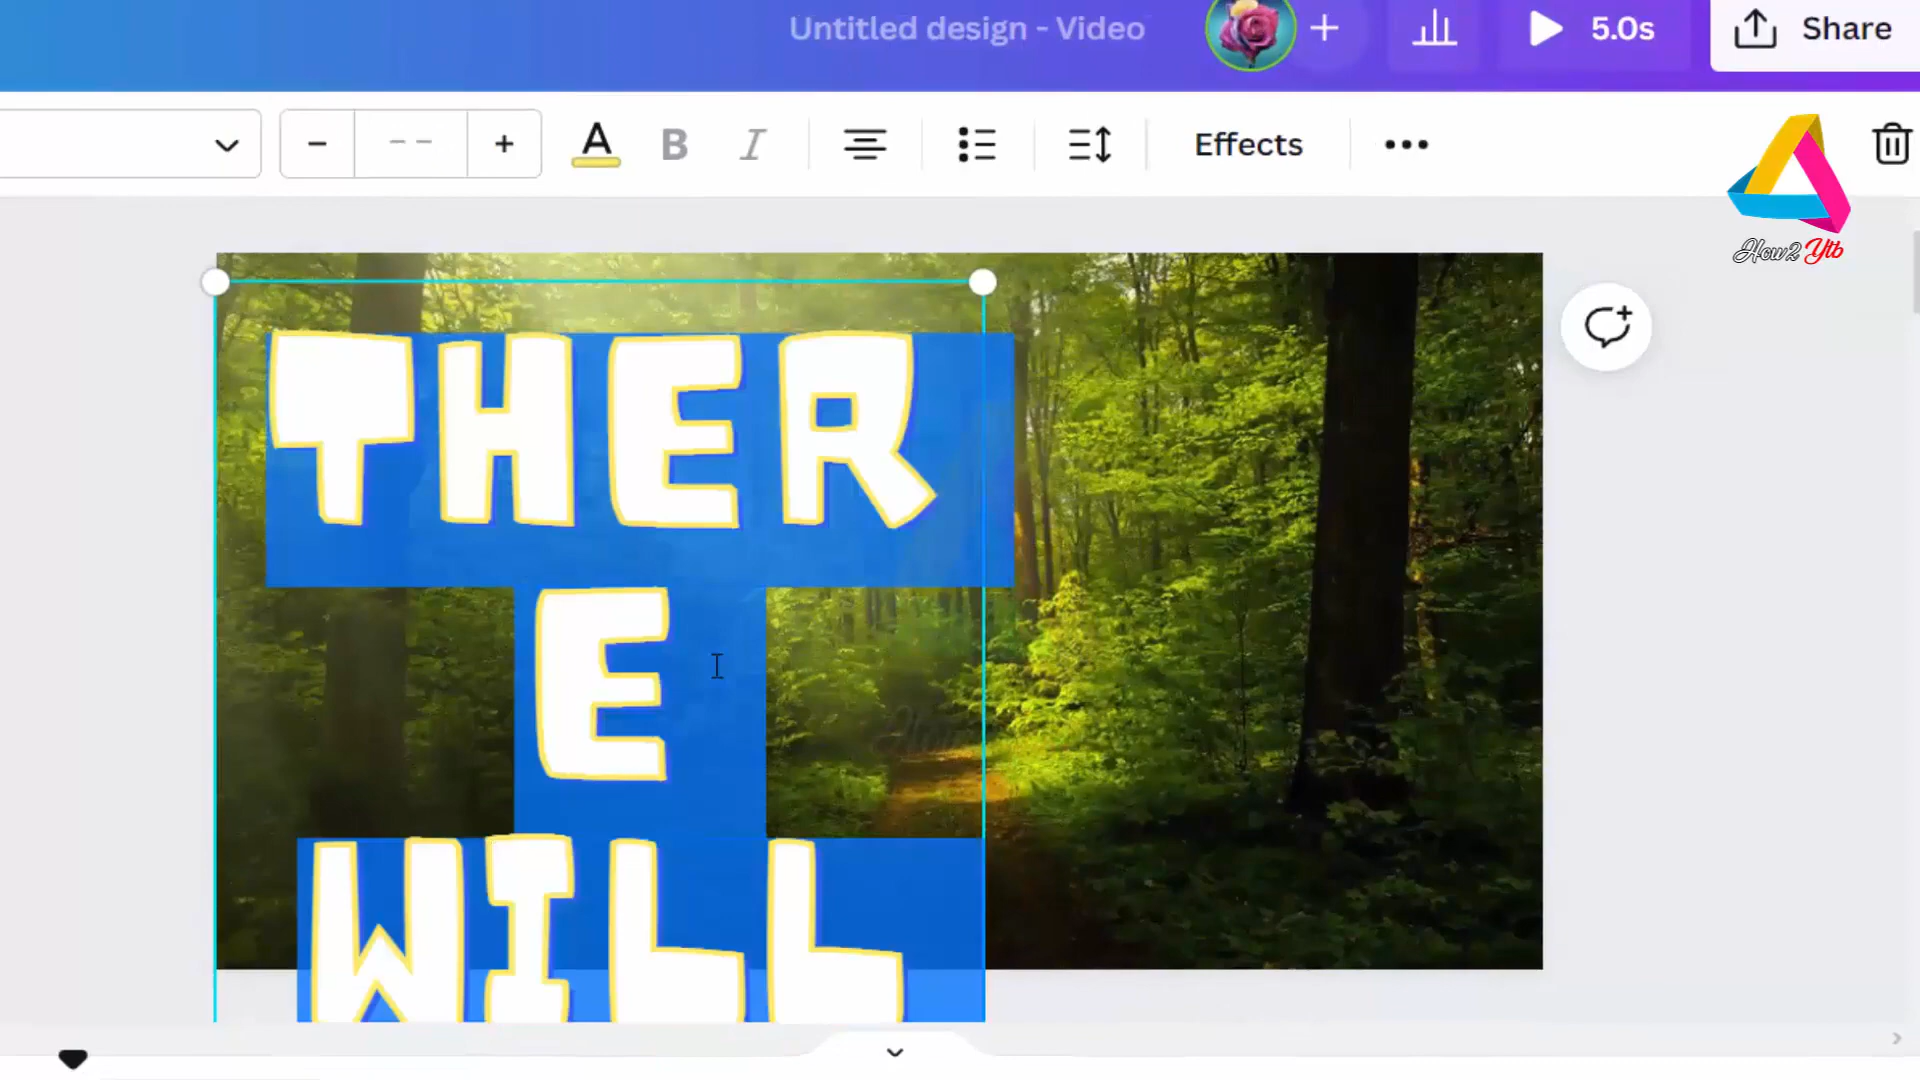 Untitled design - Video
5.0s
Share
– –
A
B
I
Effects
How2 Ytb
THER
E
WILL